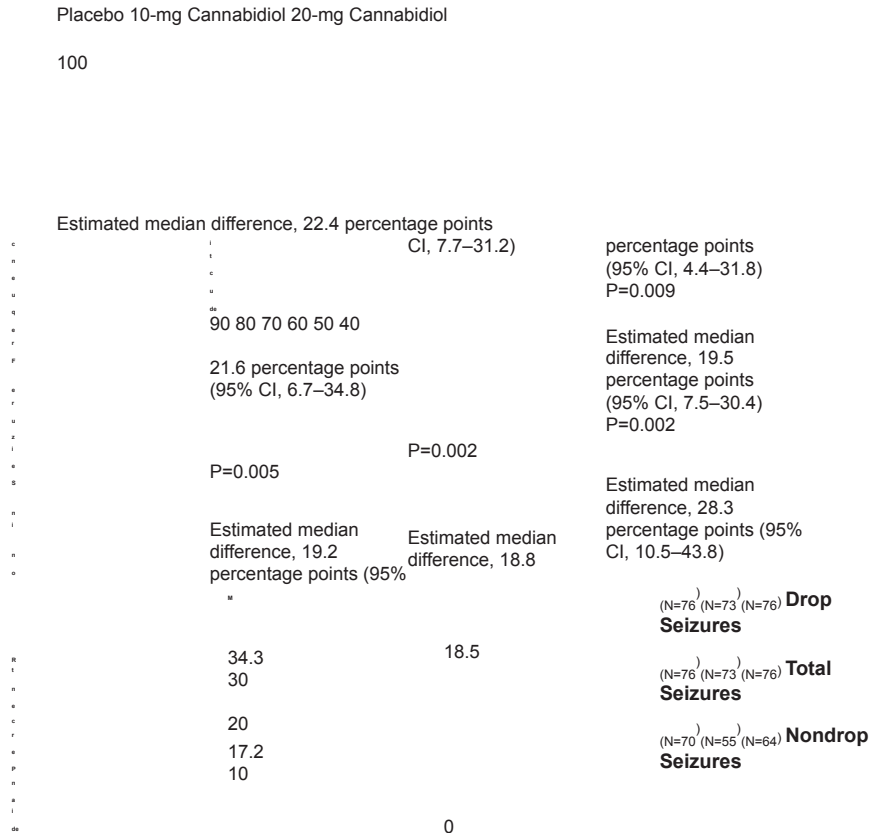 Placebo 10-mg Cannabidiol 20-mg Cannabidiol
100
Estimated median difference, 22.4 percentage points
c
n
e
u
q
e
r
F
e
r
u
z
i
e
S
n
i
n
o
i
t
c
u
de
90 80 70 60 50 40
21.6 percentage points
(95% CI, 6.7–34.8)
P=0.005
Estimated median
difference, 19.2
percentage points (95%
CI, 7.7–31.2)
P=0.002
Estimated median
difference, 18.8
percentage points
(95% CI, 4.4–31.8)
P=0.009
Estimated median
difference, 19.5
percentage points
(95% CI, 7.5–30.4)
P=0.002
Estimated median
difference, 28.3
percentage points (95%
CI, 10.5–43.8)
M
R
t
n
e
c
r
e
P
n
a
i
de
34.3
30
20
17.2
10
18.5
0
(N=76) (N=73) (N=76) Drop
Seizures
(N=76) (N=73) (N=76) Total
Seizures
(N=70) (N=55) (N=64) Nondrop
Seizures